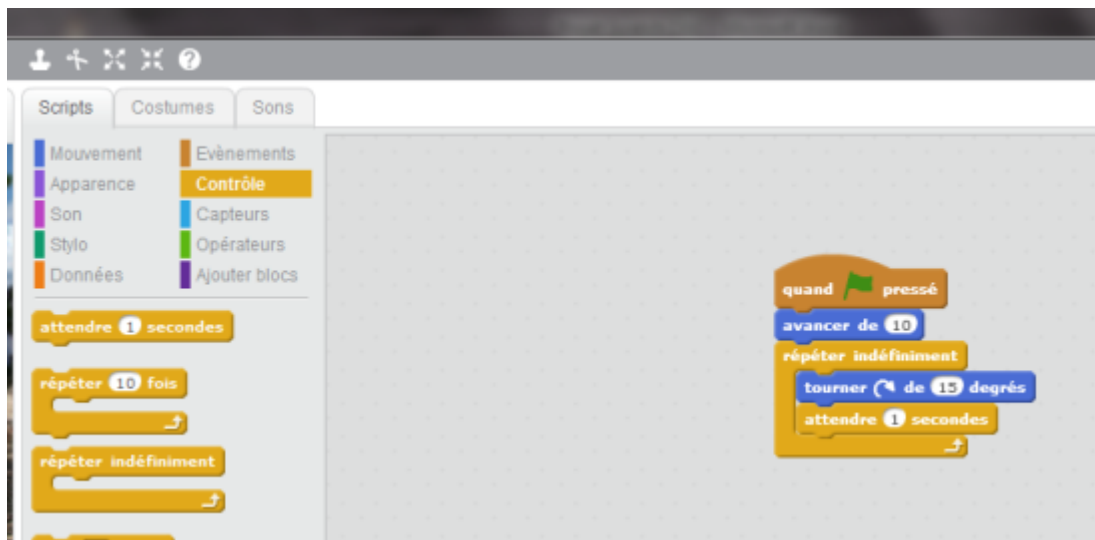 Scripts Costumes Sons
Mouvement Evènements
Apparence Contrôle
Son Capteurs
Stylo Opérateurs
Données Ajouter blocs
attendre 1 secondes
répéter 10 fois
répéter indéfiniment
quand pressé
avancer de 10
répéter indéfiniment
tourner de 15 degrés
attendre 1 secondes